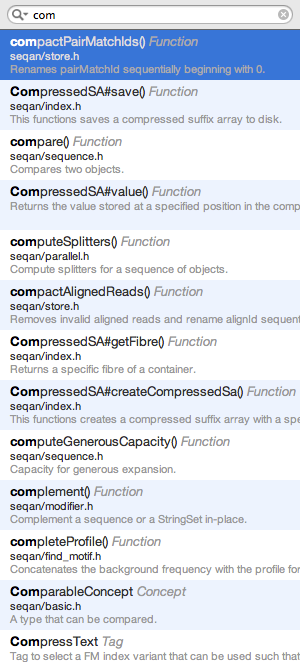 com
compactPairMatchIds() Function
seqan/store.h
Renames pairMatchId sequentially beginning with 0.
CompressedSA#save() Function
seqan/index.h
This functions saves a compressed suffix array to disk.
compare() Function
seqan/sequence.h
Compares two objects.
CompressedSA#value() Function
Returns the value stored at a specified position in the comp
computeSplitters() Function
seqan/parallel.h
Compute splitters for a sequence of objects.
compactAlignedReads() Function
seqan/store.h
Removes invalid aligned reads and rename alignId sequent
CompressedSA#getFibre() Function
seqan/index.h
Returns a specific fibre of a container.
CompressedSA#createCompressedSa() Function
seqan/index.h
This functions creates a compressed suffix array with a spe
computeGenerousCapacity() Function
seqan/sequence.h
Capacity for generous expansion.
complement() Function
seqan/modifier.h
Complement a sequence or a StringSet in-place.
completeProfile() Function
seqan/find_motif.h
Concatenates the background frequency with the profile for
ComparableConcept Concept
seqan/basic.h
A type that can be compared.
CompressText Tag
Tag to select a FM index variant that can be used such that